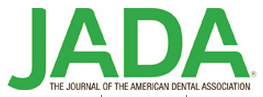 JADA®
THE JOURNAL OF THE AMERICAN DENTAL ASSOCIATION